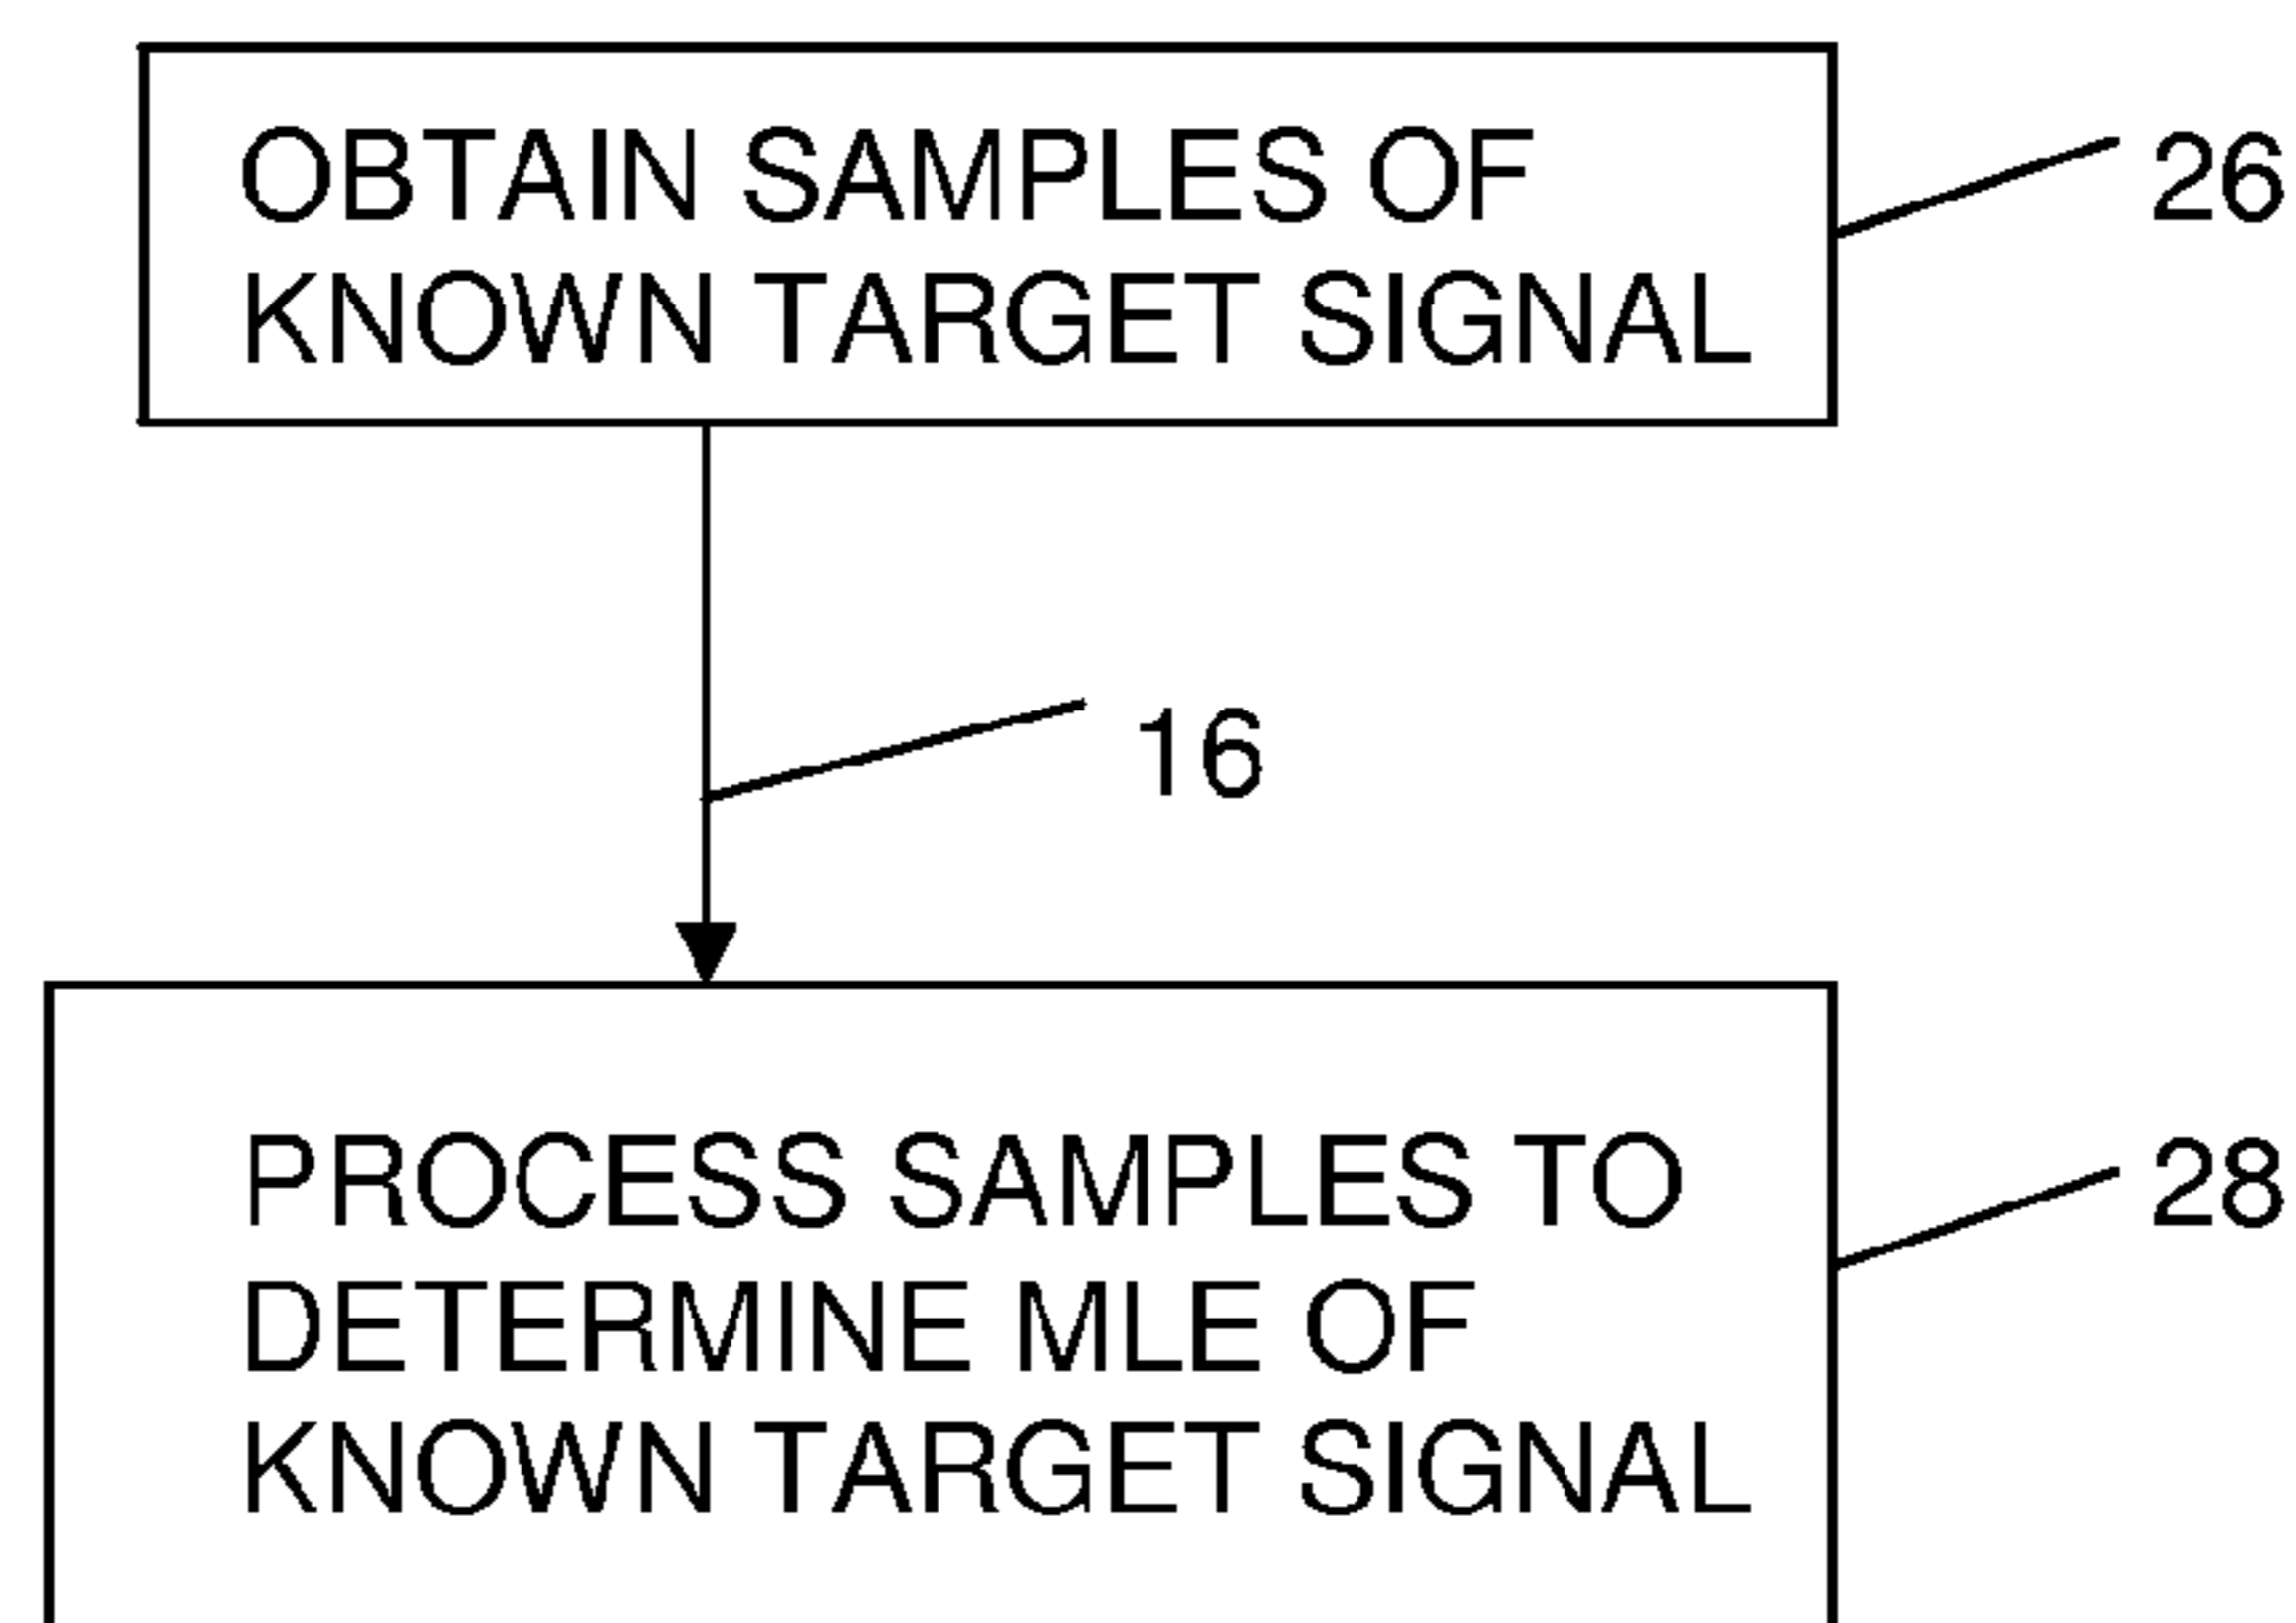 OBTAIN SAMPLES OF
KNOWN TARGET SIGNAL
26
16
PROCESS SAMPLES TO
DETERMINE MLE OF
KNOWN TARGET SIGNAL
28